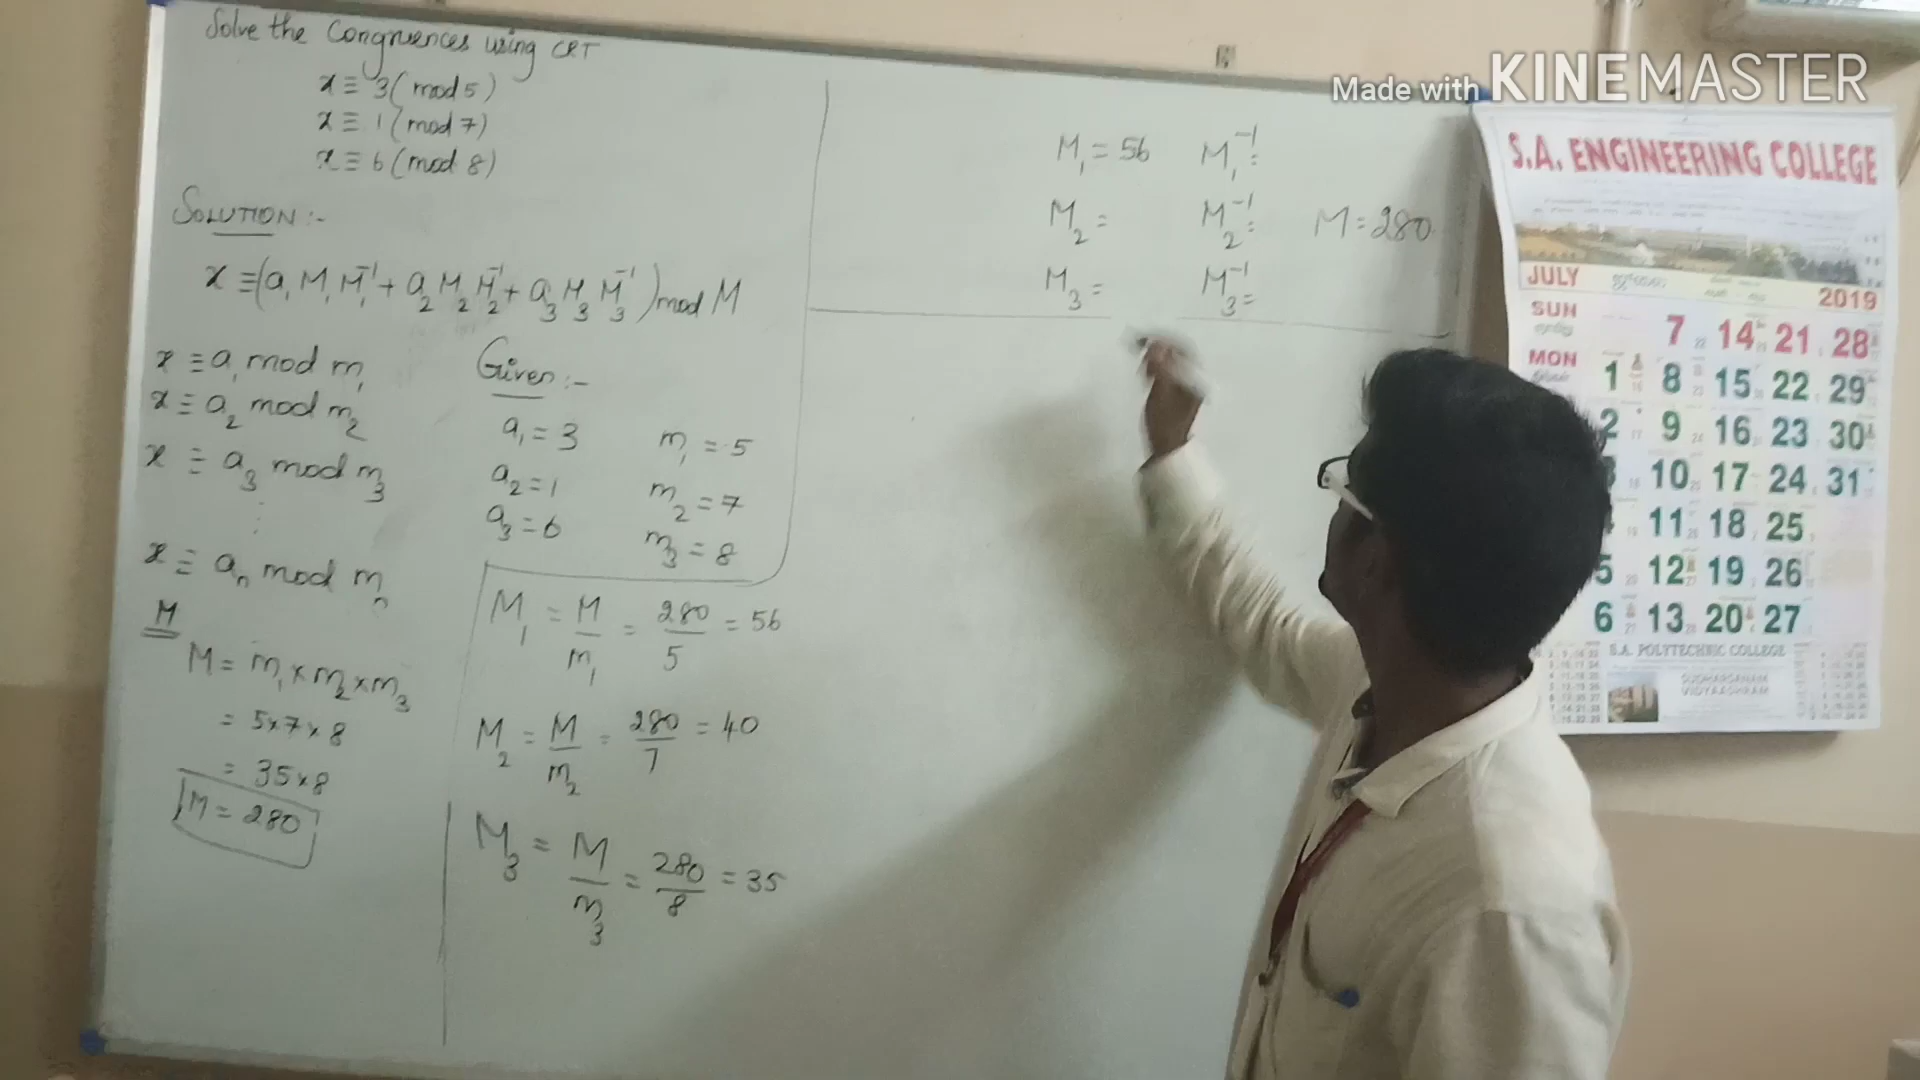 Solve the Congruences using CRT
x ≡ 3 (mod 5)
x ≡ 1 (mod 7)
x ≡ 6 (mod 8)
SOLUTION :-
x ≡ (a₁ M₁ M₁⁻¹ + a₂ M₂ M₂⁻¹ + a₃ M₃ M₃⁻¹) mod M
x ≡ a₁ mod m₁
x ≡ a₂ mod m₂
x ≡ a₃ mod m₃
⋮
x ≡ aₙ mod mₙ
M
M = m₁ × m₂ × m₃
= 5×7×8
= 35×8
M = 280
Given :-
a₁ = 3 m₁ = 5
a₂ = 1 m₂ = 7
a₃ = 6 m₃ = 8
M₁ = M/m₁ = 280/5 = 56
M₂ = M/m₂ = 280/7 = 40
M₃ = M/m₃ = 280/8 = 35
M₁ = 56 M₁⁻¹ =
M₂ = M₂⁻¹ = M = 280
M₃ = M₃⁻¹ =
Made with KINEMASTER
S.A. ENGINEERING COLLEGE
JULY 2019
SUN 7 14 21 28
MON 1 8 15 22 29
2 9 16 23 30
10 17 24 31
11 18 25
5 12 19 26
6 13 20 27
S.A. POLYTECHNIC COLLEGE
SUDHARSANAM
VIDYAASHRAM